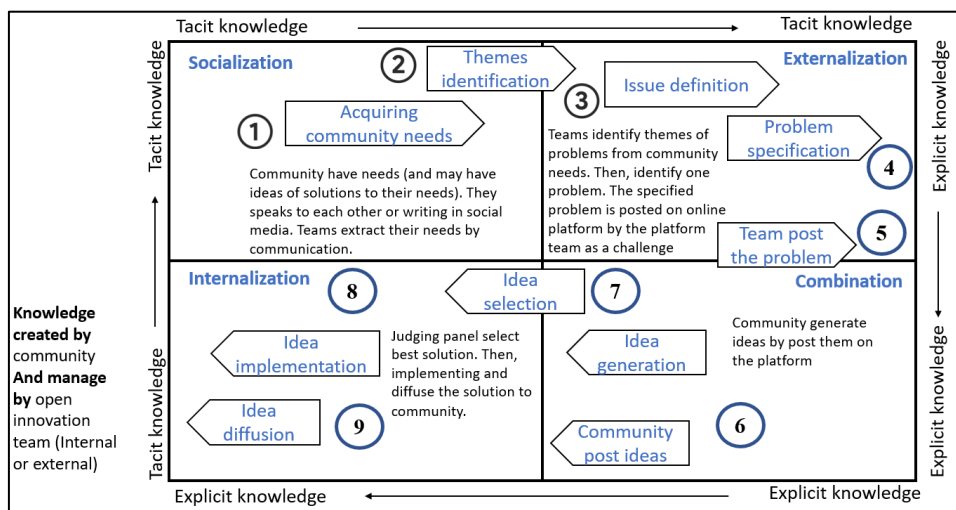 Tacit knowledge
Tacit knowledge
Tacit knowledge
Explicit knowledge
Socialization
2
Themes
identification
1
Acquiring
community needs
Community have needs (and may have
ideas of solutions to their needs). They
speak to each other or writing in social
media. Teams extract their needs by
communication.
Externalization
3
Issue definition
Problem
specification
4
Teams identify themes of
problems from community
needs. Then, identify one
problem. The specified
problem is posted on online
platform by the platform
team as a challenge
5
Team post
the problem
Internalization
8
Idea
selection
7
Combination
Idea
implementation
Judging panel select
best solution. Then,
implementing and
diffuse the solution to
community.
Idea
diffusion
9
Idea
generation
Community generate
ideas by post them on
the platform
6
Community
post ideas
Knowledge
created by
community
And manage
by open
innovation
team (Internal
or external)
Tacit knowledge
Explicit knowledge
Explicit knowledge
Explicit knowledge